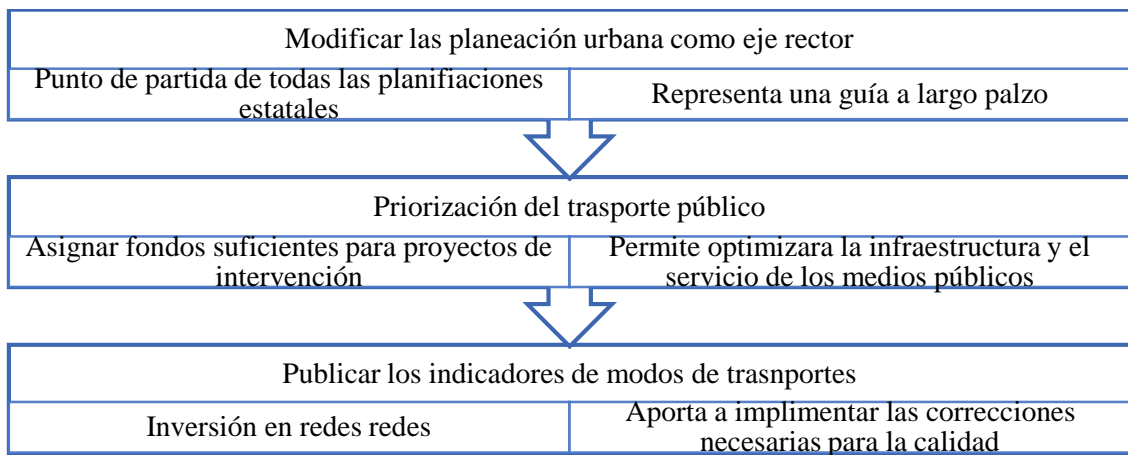 Modificar las planeación urbana como eje rector
Punto de partida de todas las planifiaciones
estatales
Representa una guía a largo palzo
Priorización del trasporte público
Asignar fondos suficientes para proyectos de
intervención
Permite optimizara la infraestructura y el
servicio de los medios públicos
Publicar los indicadores de modos de trasnportes
Inversión en redes redes
Aporta a implimentar las correcciones
necesarias para la calidad